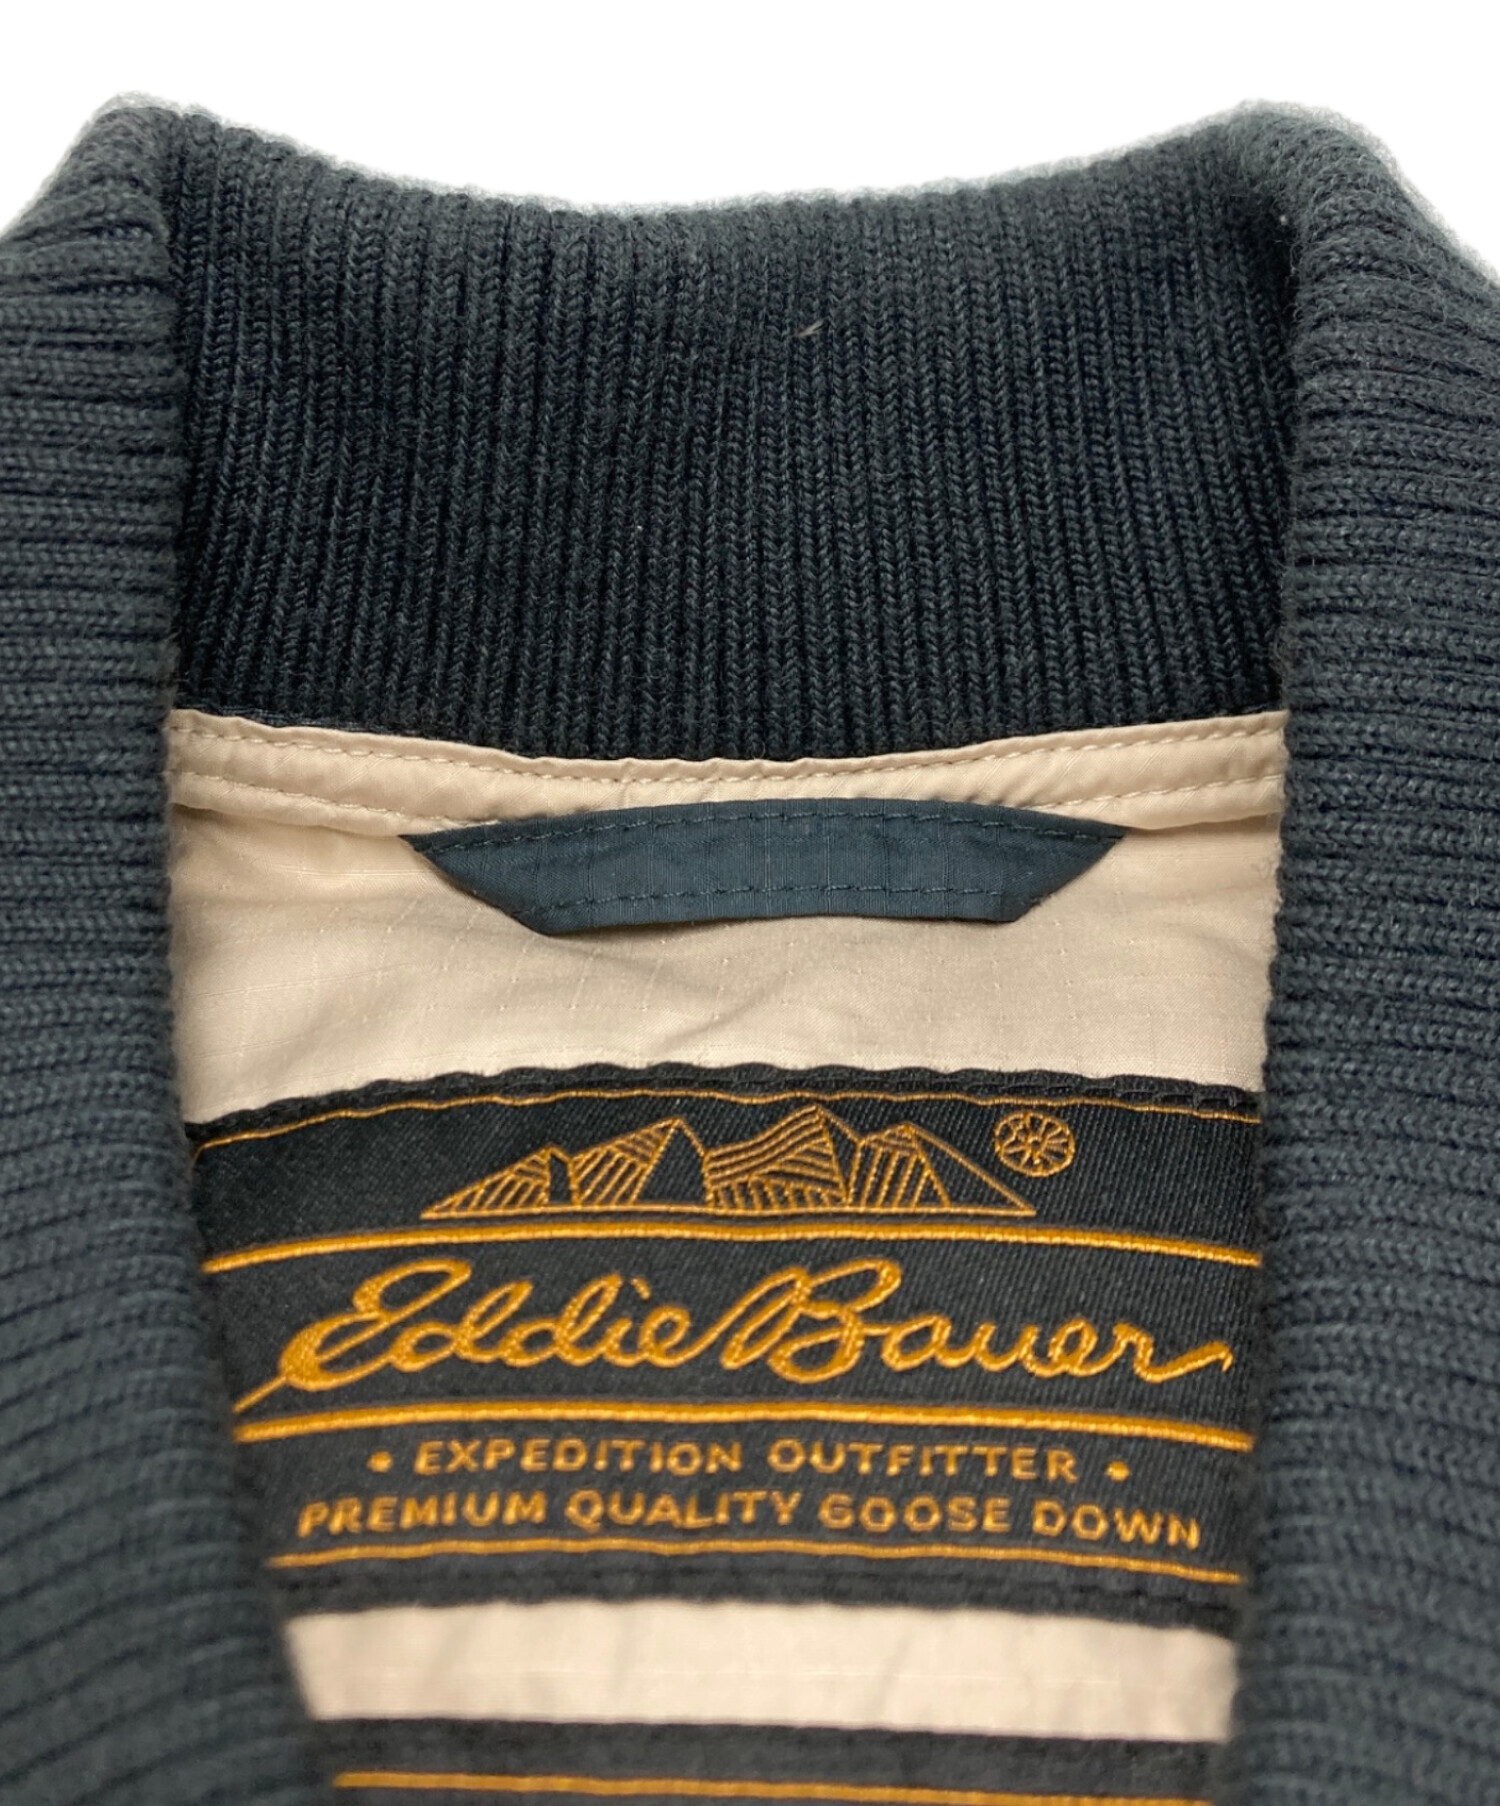 Eddie Bauer
• EXPEDITION OUTFITTER •
PREMIUM QUALITY GOOSE DOWN